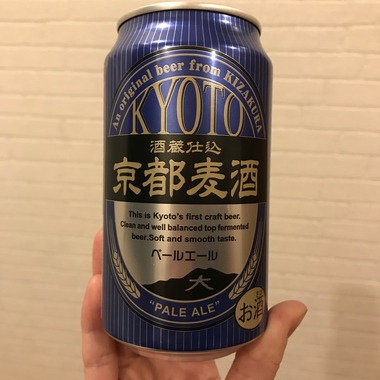 An original beer from KIZAKURA
KYOTO
酒蔵仕込
京都麦酒
This is Kyoto's first craft beer.
Clean and well balanced top fermented
beer.Soft and smooth taste.
ペールエール
大
"PALE ALE"
お酒